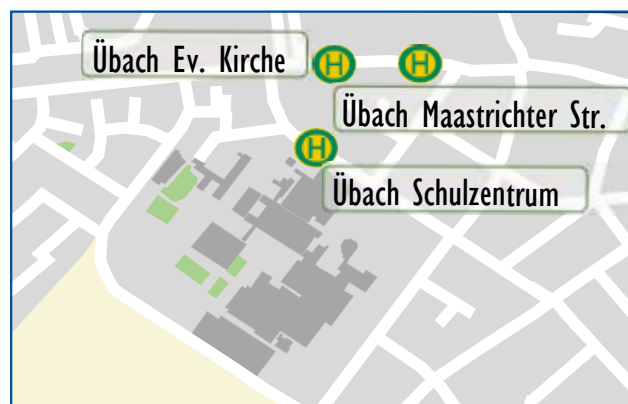 Übach Ev. Kirche
H
H
Übach Maastrichter Str.
H
Übach Schulzentrum